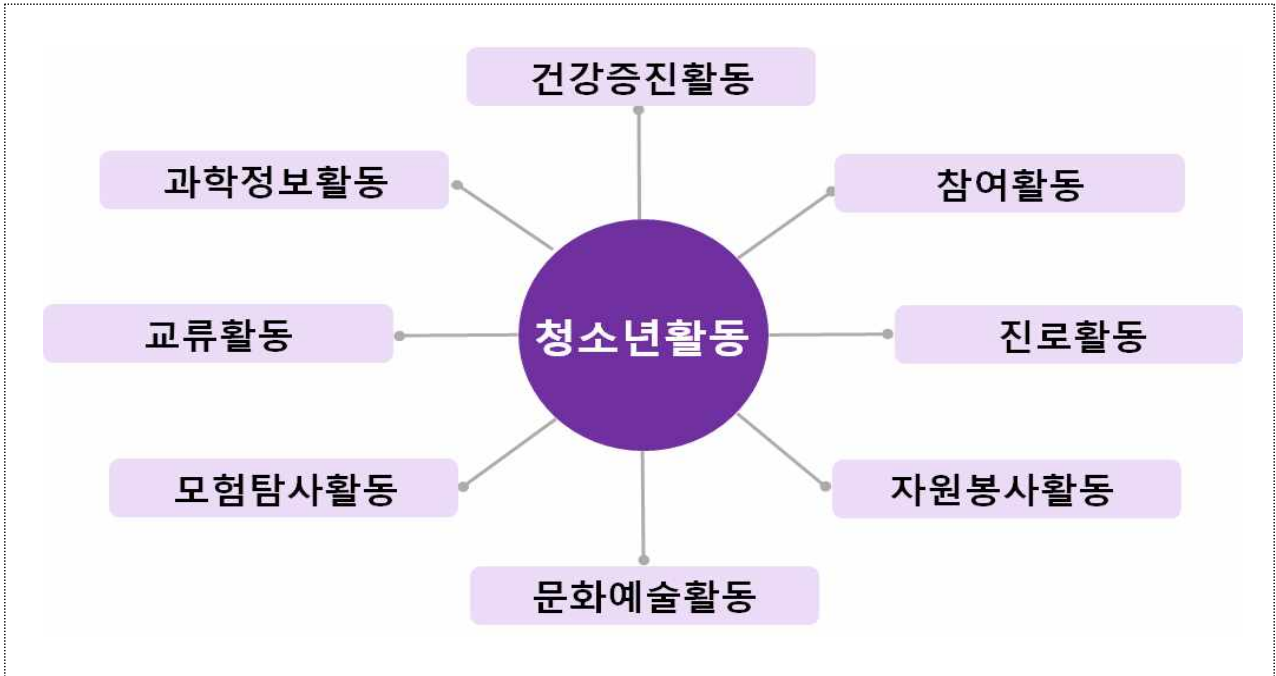 건강증진활동
과학정보활동
참여활동
교류활동
청소년활동
진로활동
모험탐사활동
자원봉사활동
문화예술활동